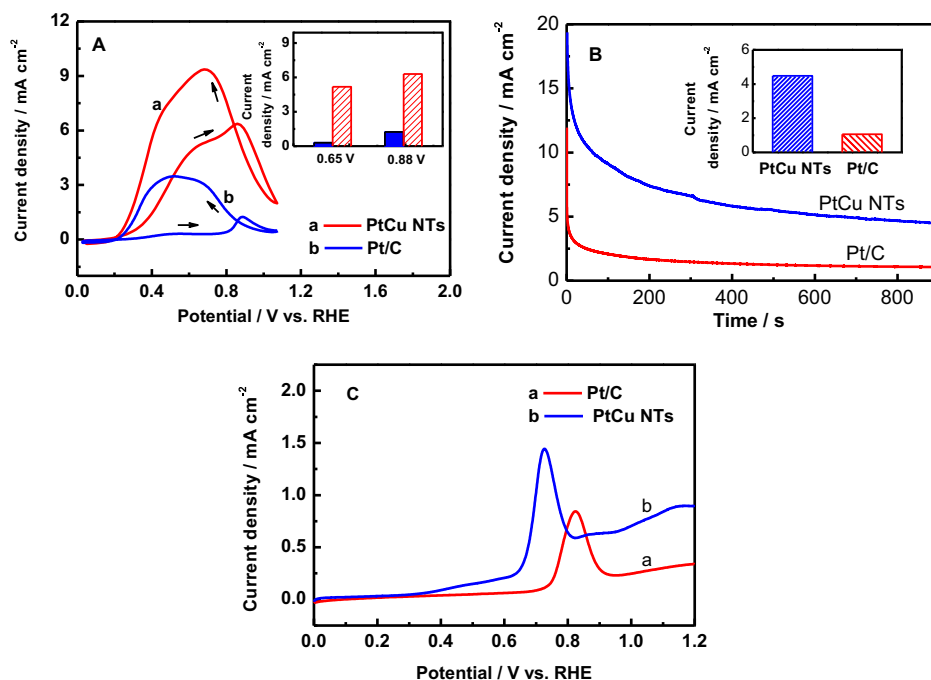 A
Current density / mA cm-2
12
9
6
3
0
0.0 0.4 0.8 1.2 1.6 2.0
Potential / V vs. RHE
a
b
a PtCu NTs
b Pt/C
Current
density / mA cm-2
9
6
3
0
0.65 V 0.88 V
B
Current density / mA cm-2
20
15
10
5
0
0 200 400 600 800
Time / s
PtCu NTs
Pt/C
Current
density / mA cm-2
6
4
2
0
PtCu NTs Pt/C
C
Current density / mA cm-2
2.0
1.5
1.0
0.5
0.0
0.0 0.2 0.4 0.6 0.8 1.0 1.2
Potential / V vs. RHE
a Pt/C
b PtCu NTs
b
a